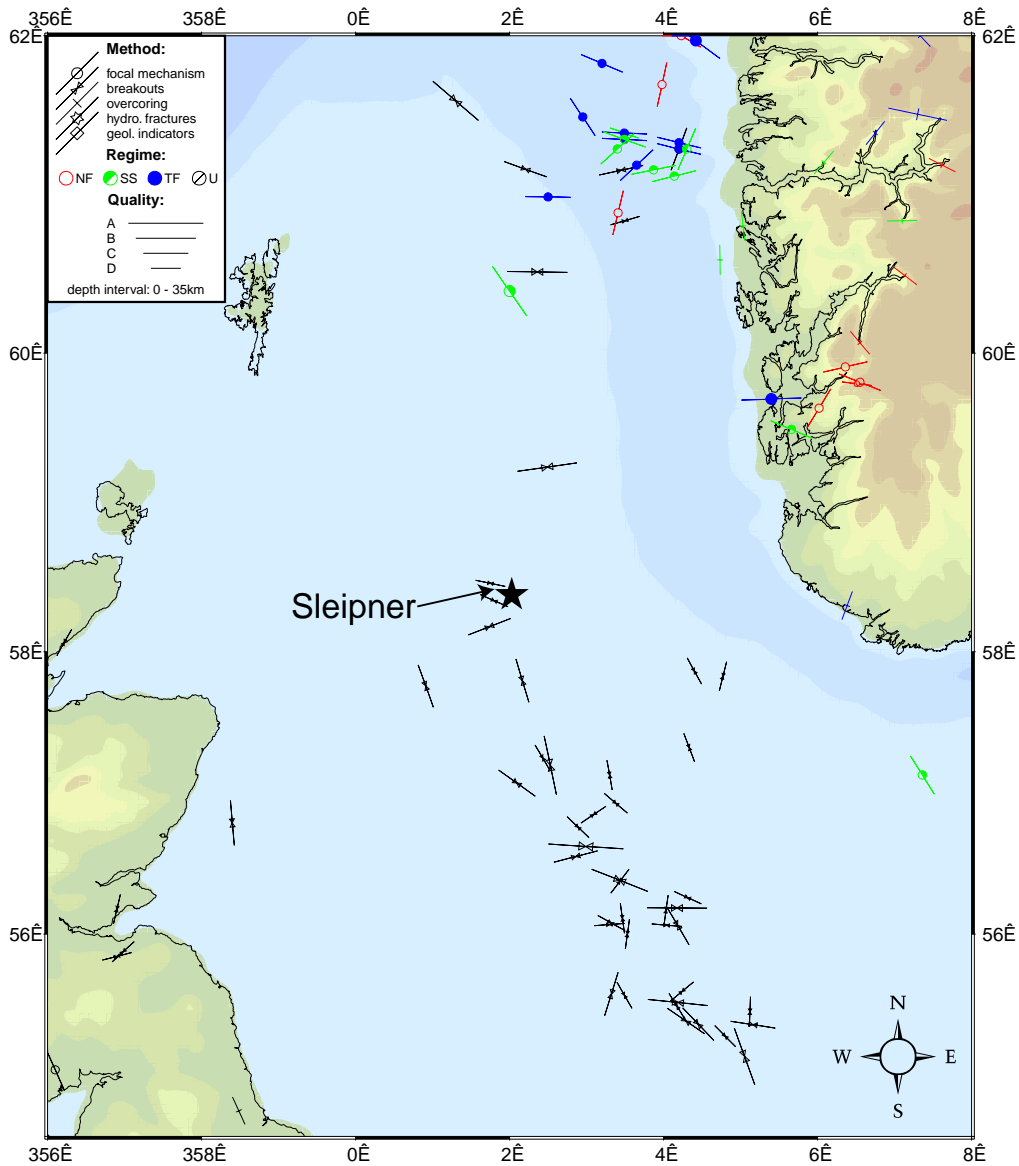 356Ê 358Ê 0Ê 2Ê 4Ê 6Ê 8Ê
62Ê 62Ê
Method:
focal mechanism
breakouts
overcoring
hydro. fractures
geol. indicators
Regime:
NF SS TF U
Quality:
A
B
C
D
depth interval: 0 - 35km
60Ê 60Ê
Sleipner
58Ê 58Ê
56Ê 56Ê
N
W E
S
356Ê 358Ê 0Ê 2Ê 4Ê 6Ê 8Ê